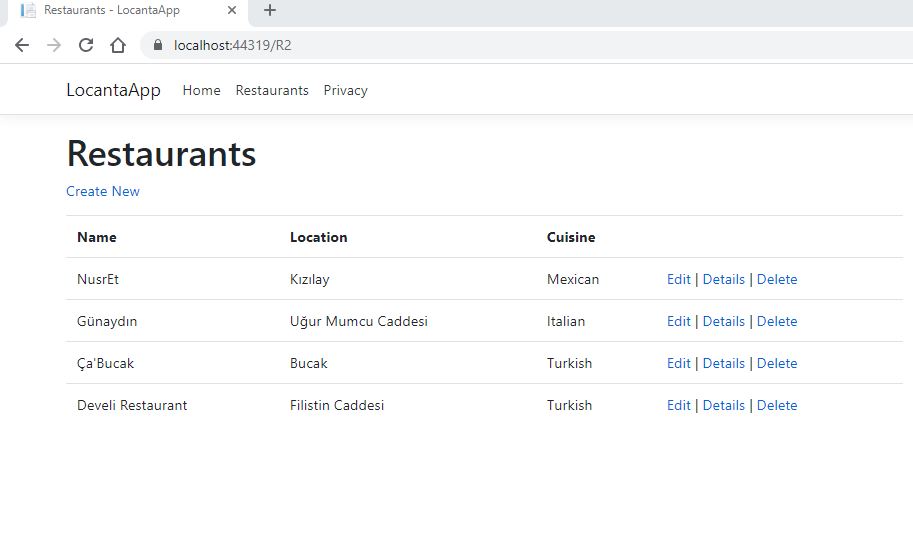 Restaurants - LocantaApp
localhost:44319/R2
LocantaApp Home Restaurants Privacy
Restaurants
Create New
Name Location Cuisine
NusrEt Kızılay Mexican Edit | Details | Delete
Günaydın Uğur Mumcu Caddesi Italian Edit | Details | Delete
Ça'Bucak Bucak Turkish Edit | Details | Delete
Develi Restaurant Filistin Caddesi Turkish Edit | Details | Delete